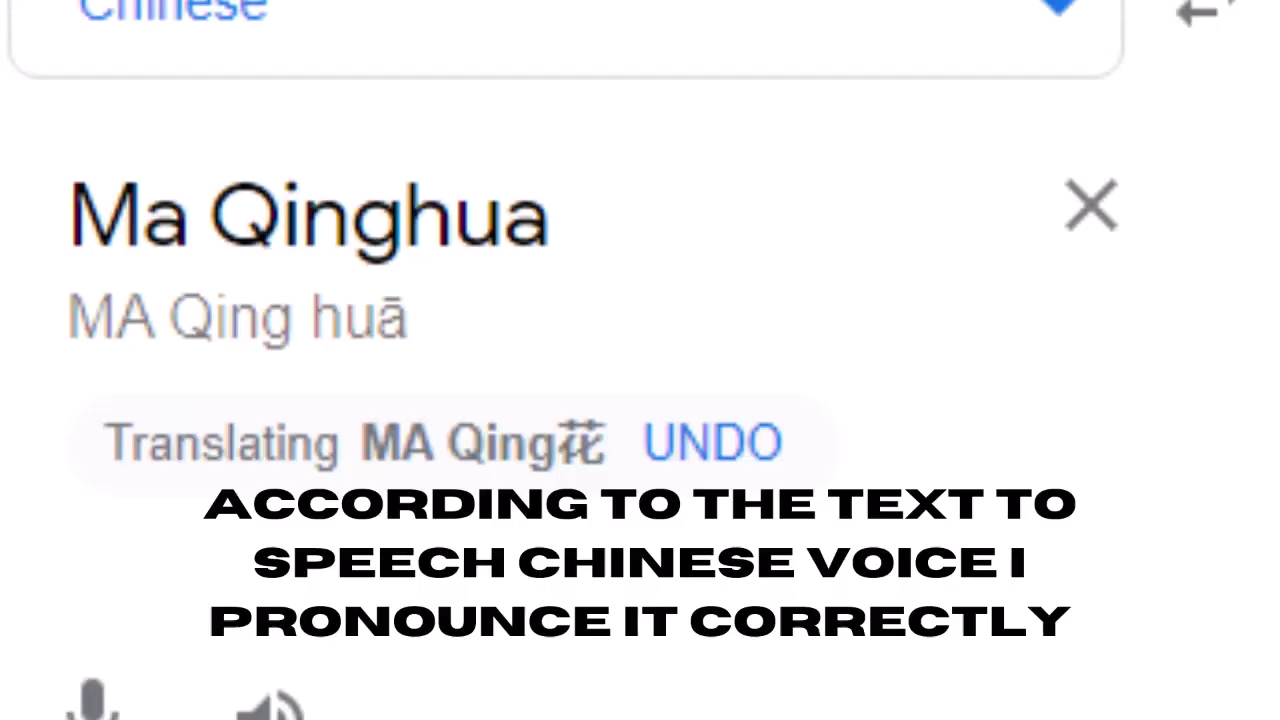 Chinese
Ma Qinghua
MA Qing huā
Translating MA Qing花 UNDO
ACCORDING TO THE TEXT TO
SPEECH CHINESE VOICE I
PRONOUNCE IT CORRECTLY